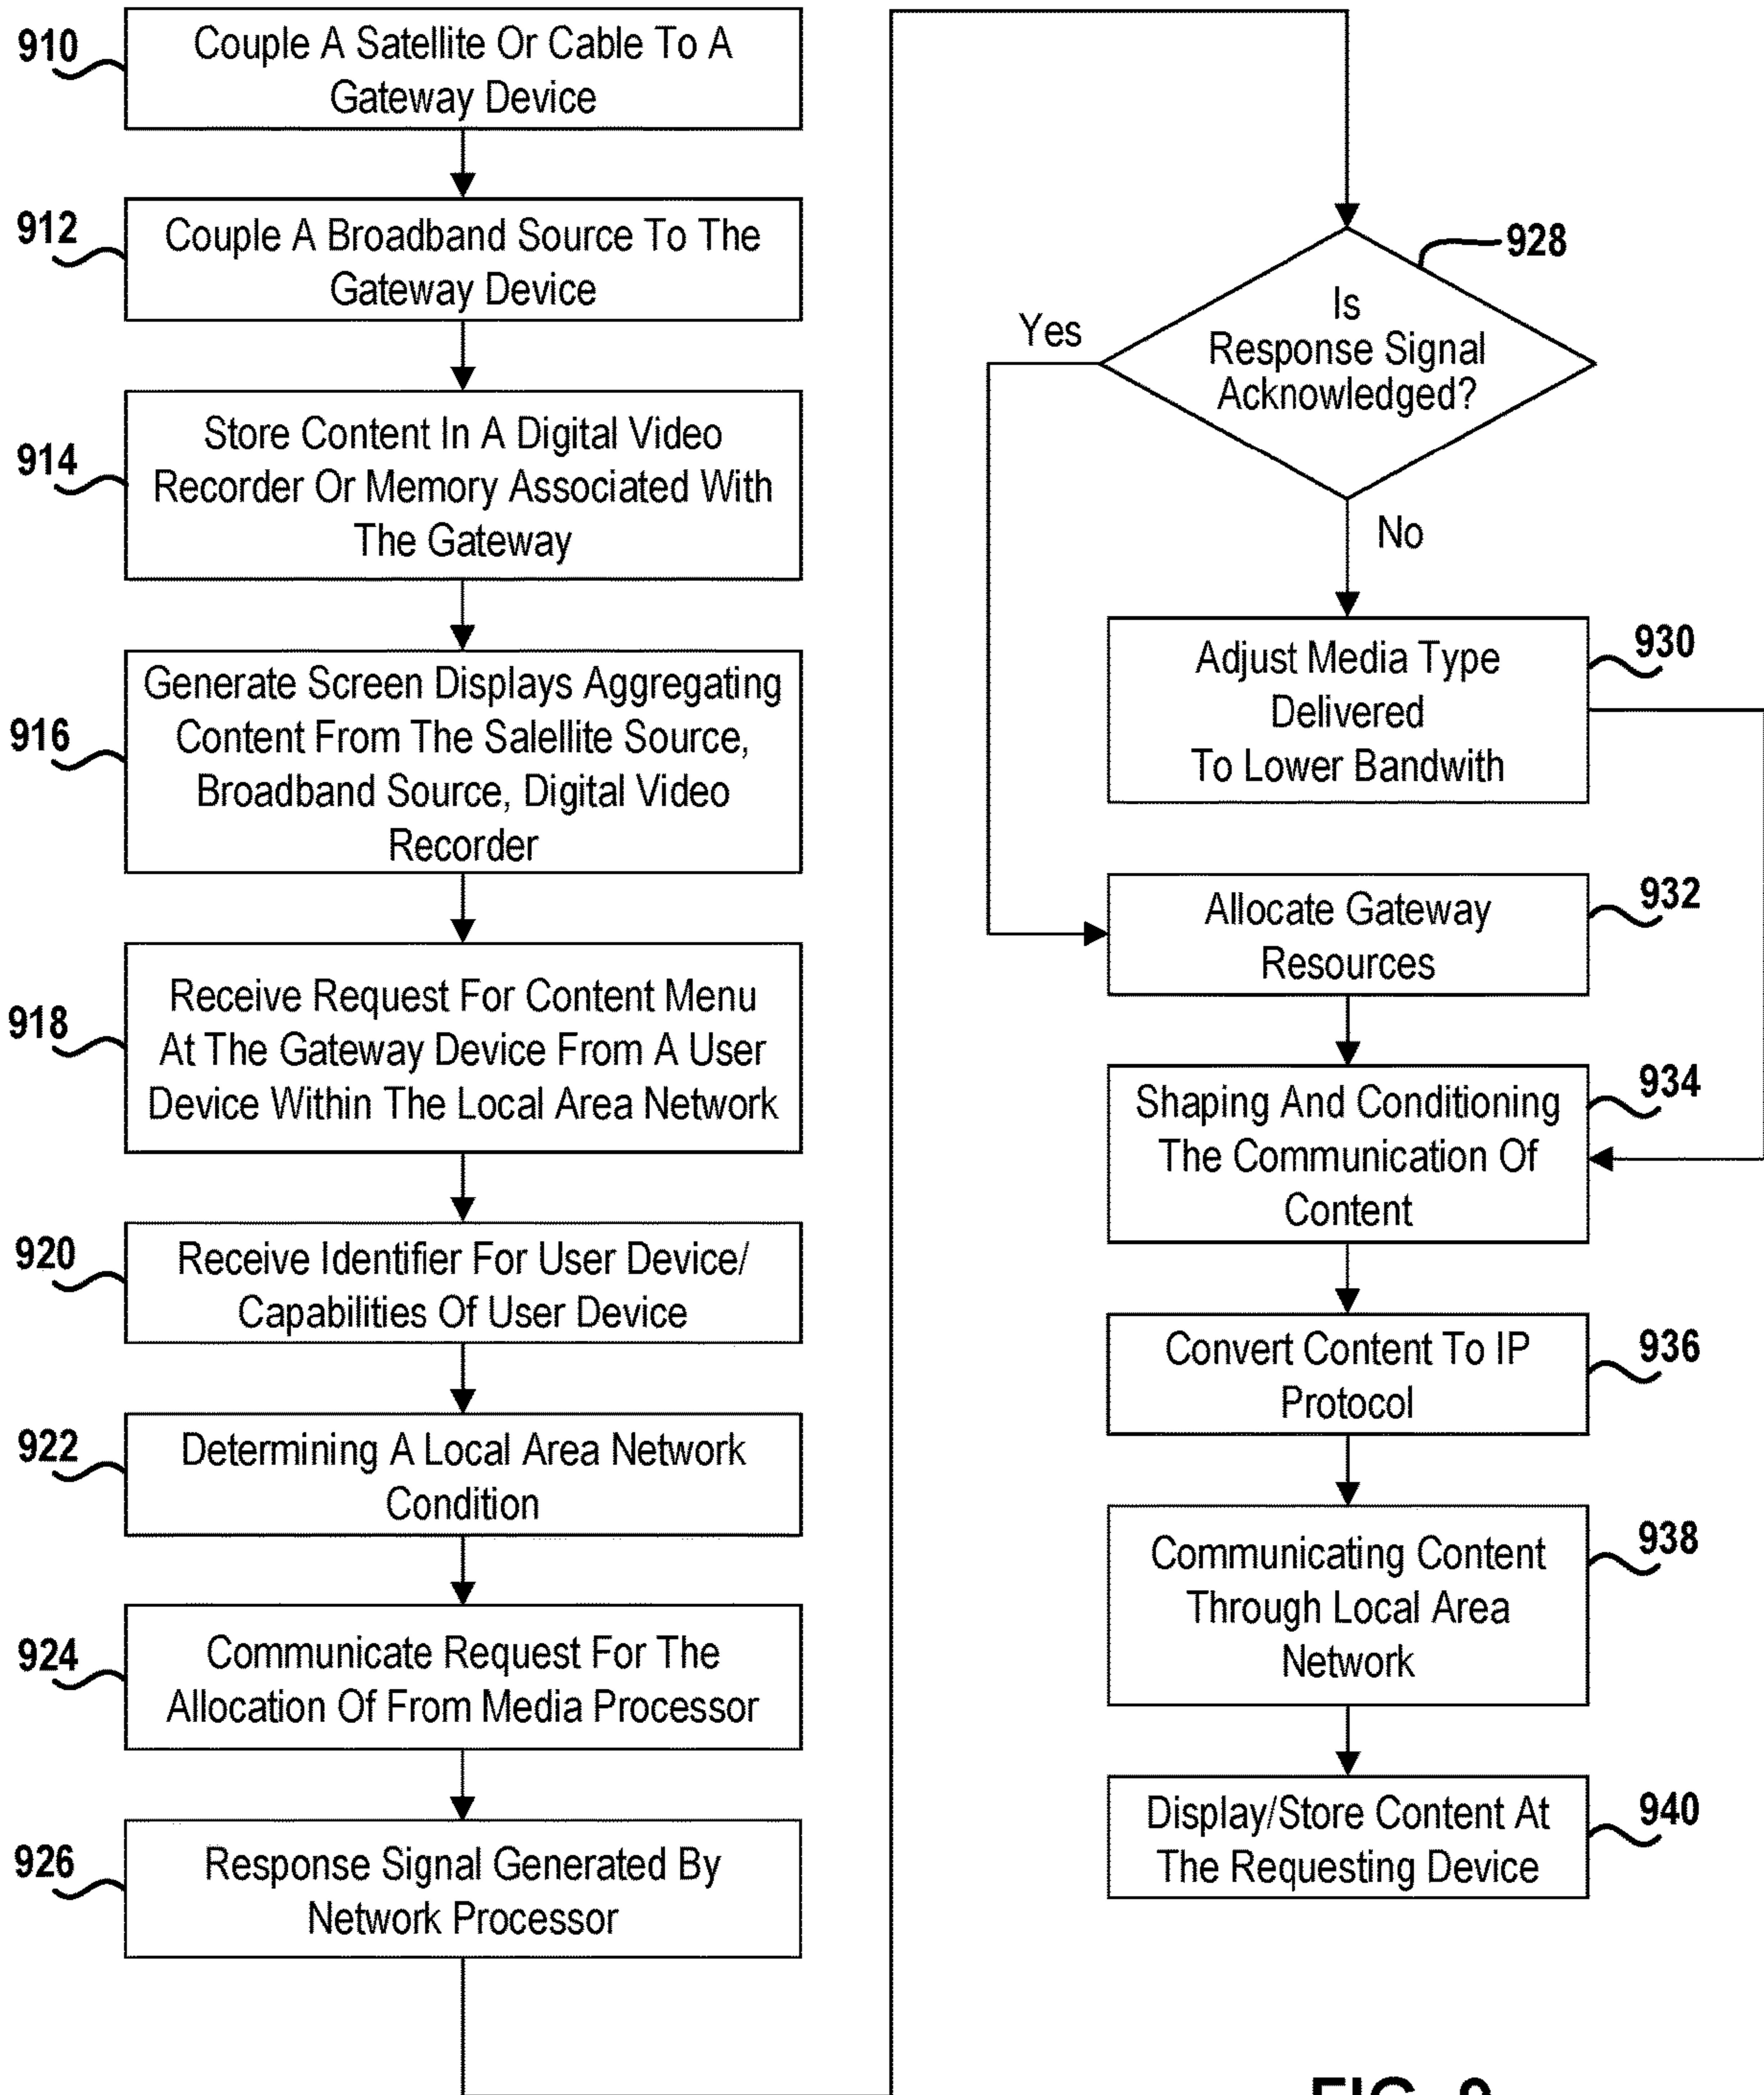 910
Couple A Satellite Or Cable To A
Gateway Device
912
Couple A Broadband Source To The
Gateway Device
914
Store Content In A Digital Video
Recorder Or Memory Associated With
The Gateway
916
Generate Screen Displays Aggregating
Content From The Salellite Source,
Broadband Source, Digital Video
Recorder
918
Receive Request For Content Menu
At The Gateway Device From A User
Device Within The Local Area Network
920
Receive Identifier For User Device/
Capabilities Of User Device
922
Determining A Local Area Network
Condition
924
Communicate Request For The
Allocation Of From Media Processor
926
Response Signal Generated By
Network Processor
928
Is
Response Signal
Acknowledged?
Yes
No
930
Adjust Media Type
Delivered
To Lower Bandwith
932
Allocate Gateway
Resources
934
Shaping And Conditioning
The Communication Of
Content
936
Convert Content To IP
Protocol
938
Communicating Content
Through Local Area
Network
940
Display/Store Content At
The Requesting Device
FIG. 9